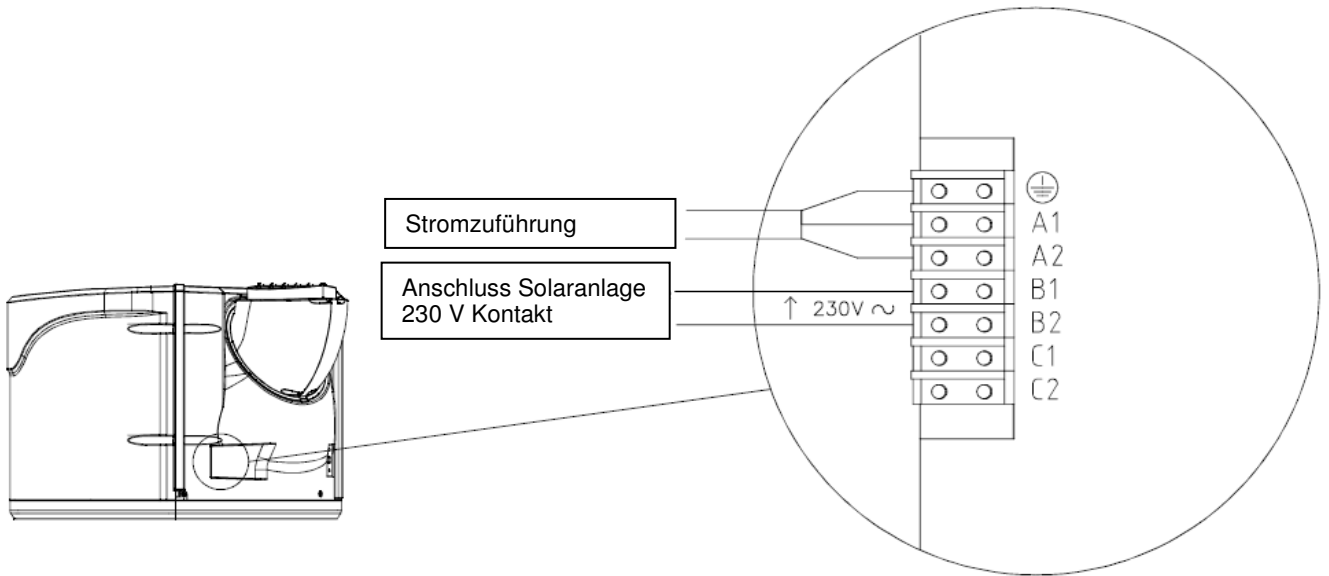 Stromzuführung
Anschluss Solaranlage
230 V Kontakt
↑ 230V ~
A1
A2
B1
B2
C1
C2